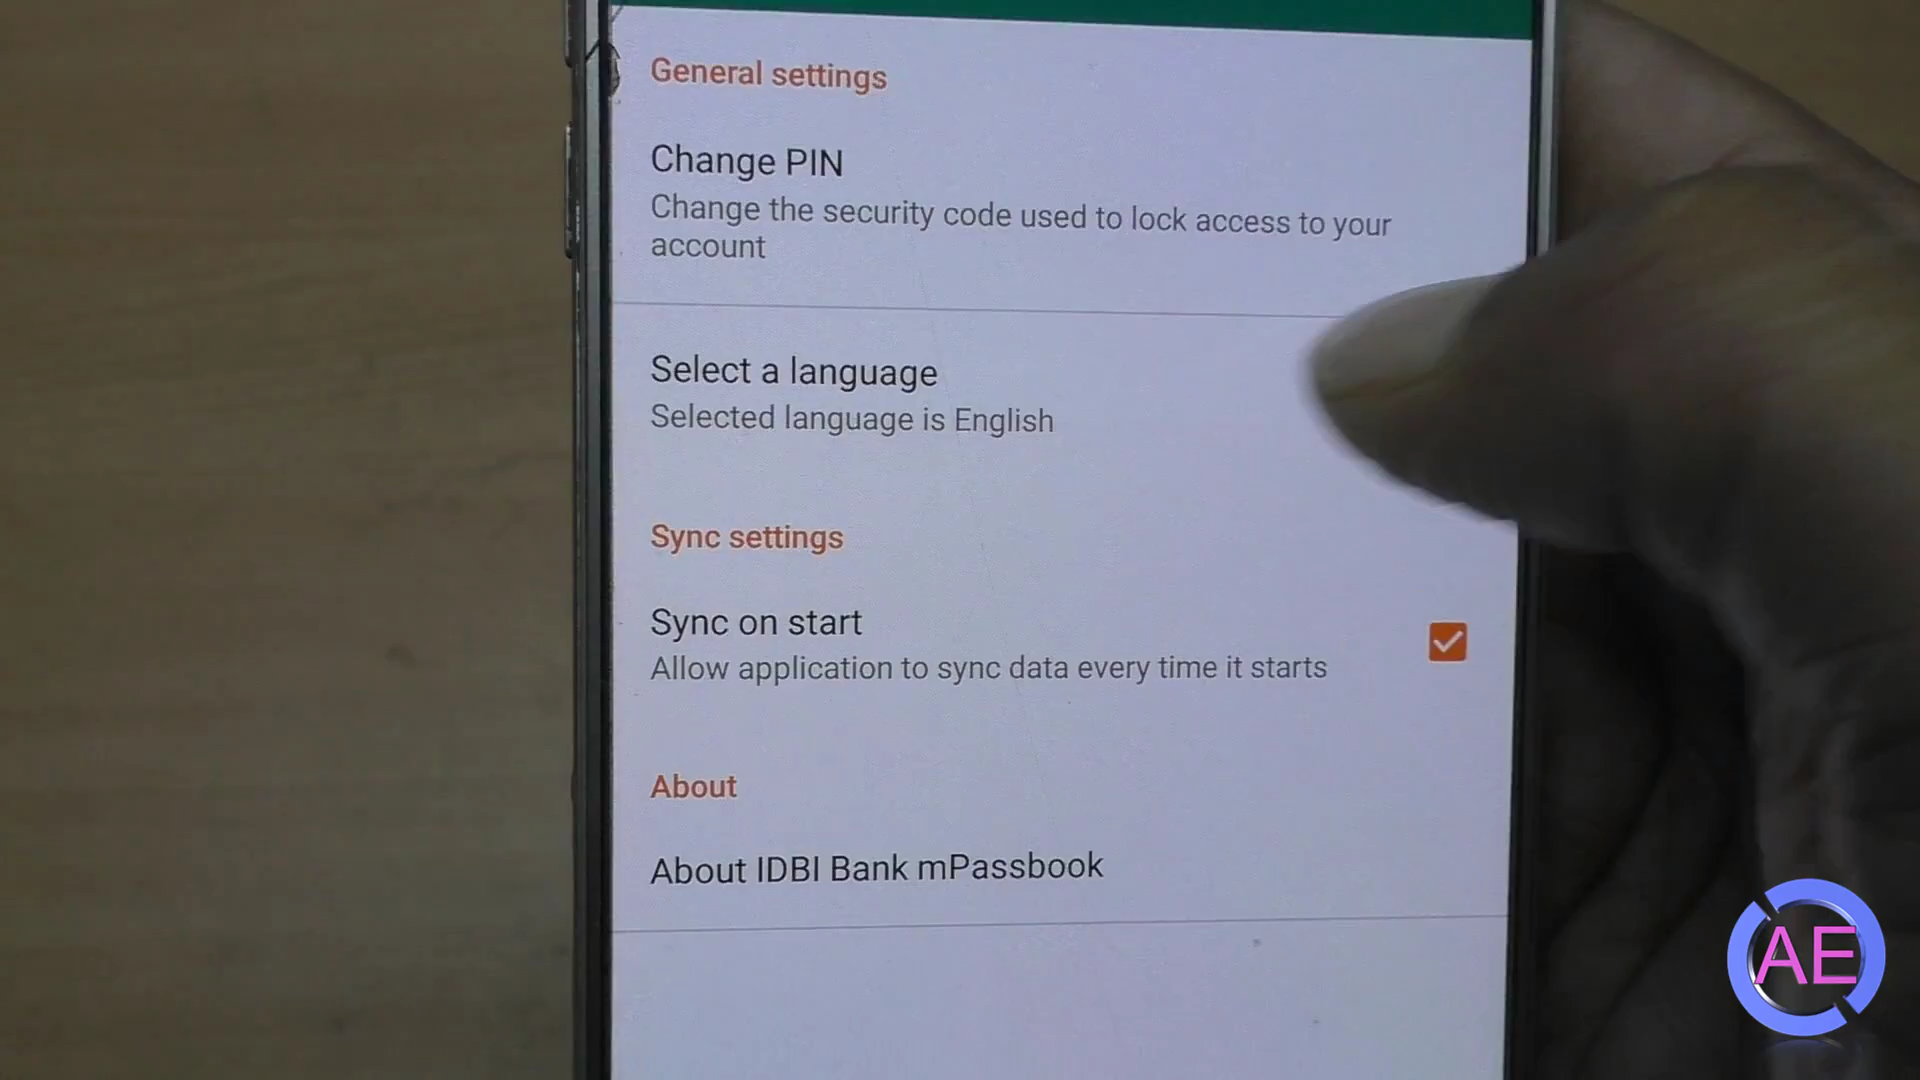 General settings
Change PIN
Change the security code used to lock access to your
account
Select a language
Selected language is English
Sync settings
Sync on start
Allow application to sync data every time it starts
About
About IDBI Bank mPassbook
AE